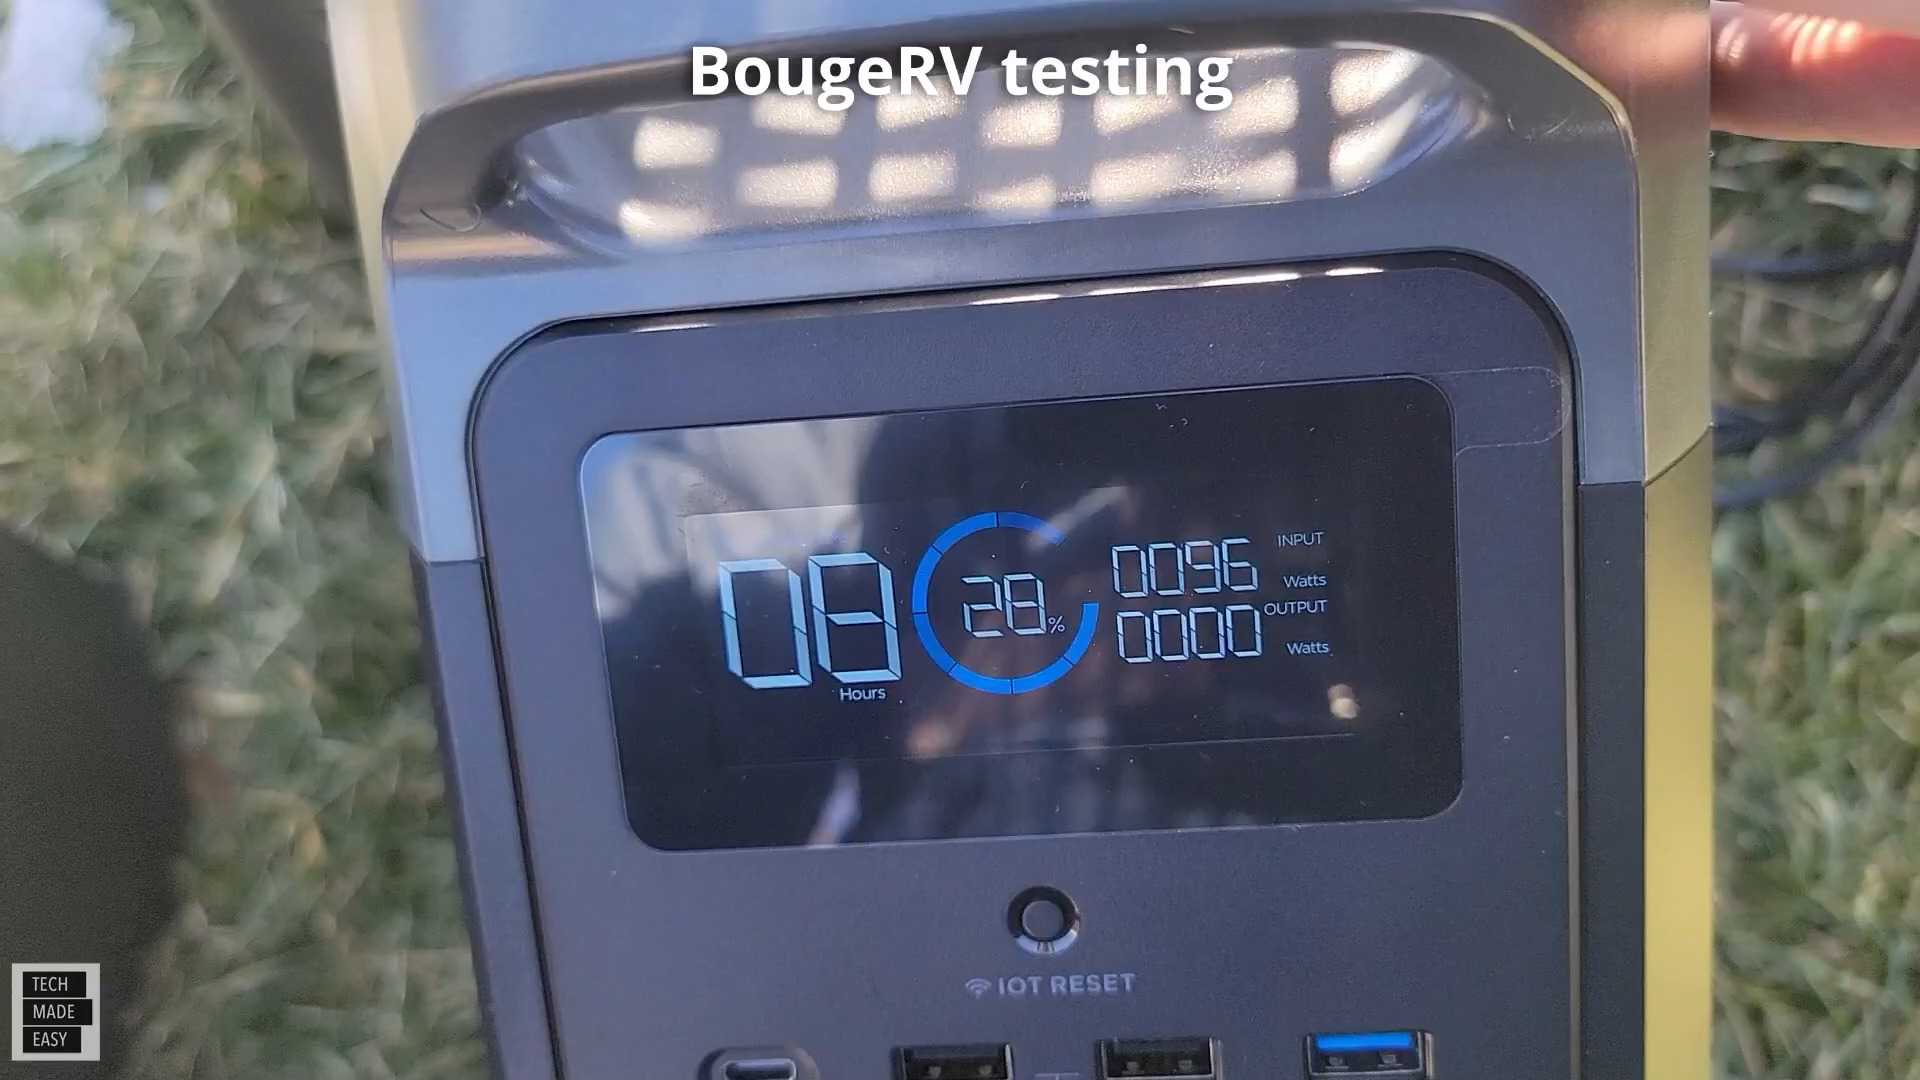 BougeRV testing
08
Hours
28%
0096
INPUT
Watts
0000
OUTPUT
Watts
IOT RESET
TECH
MADE
EASY